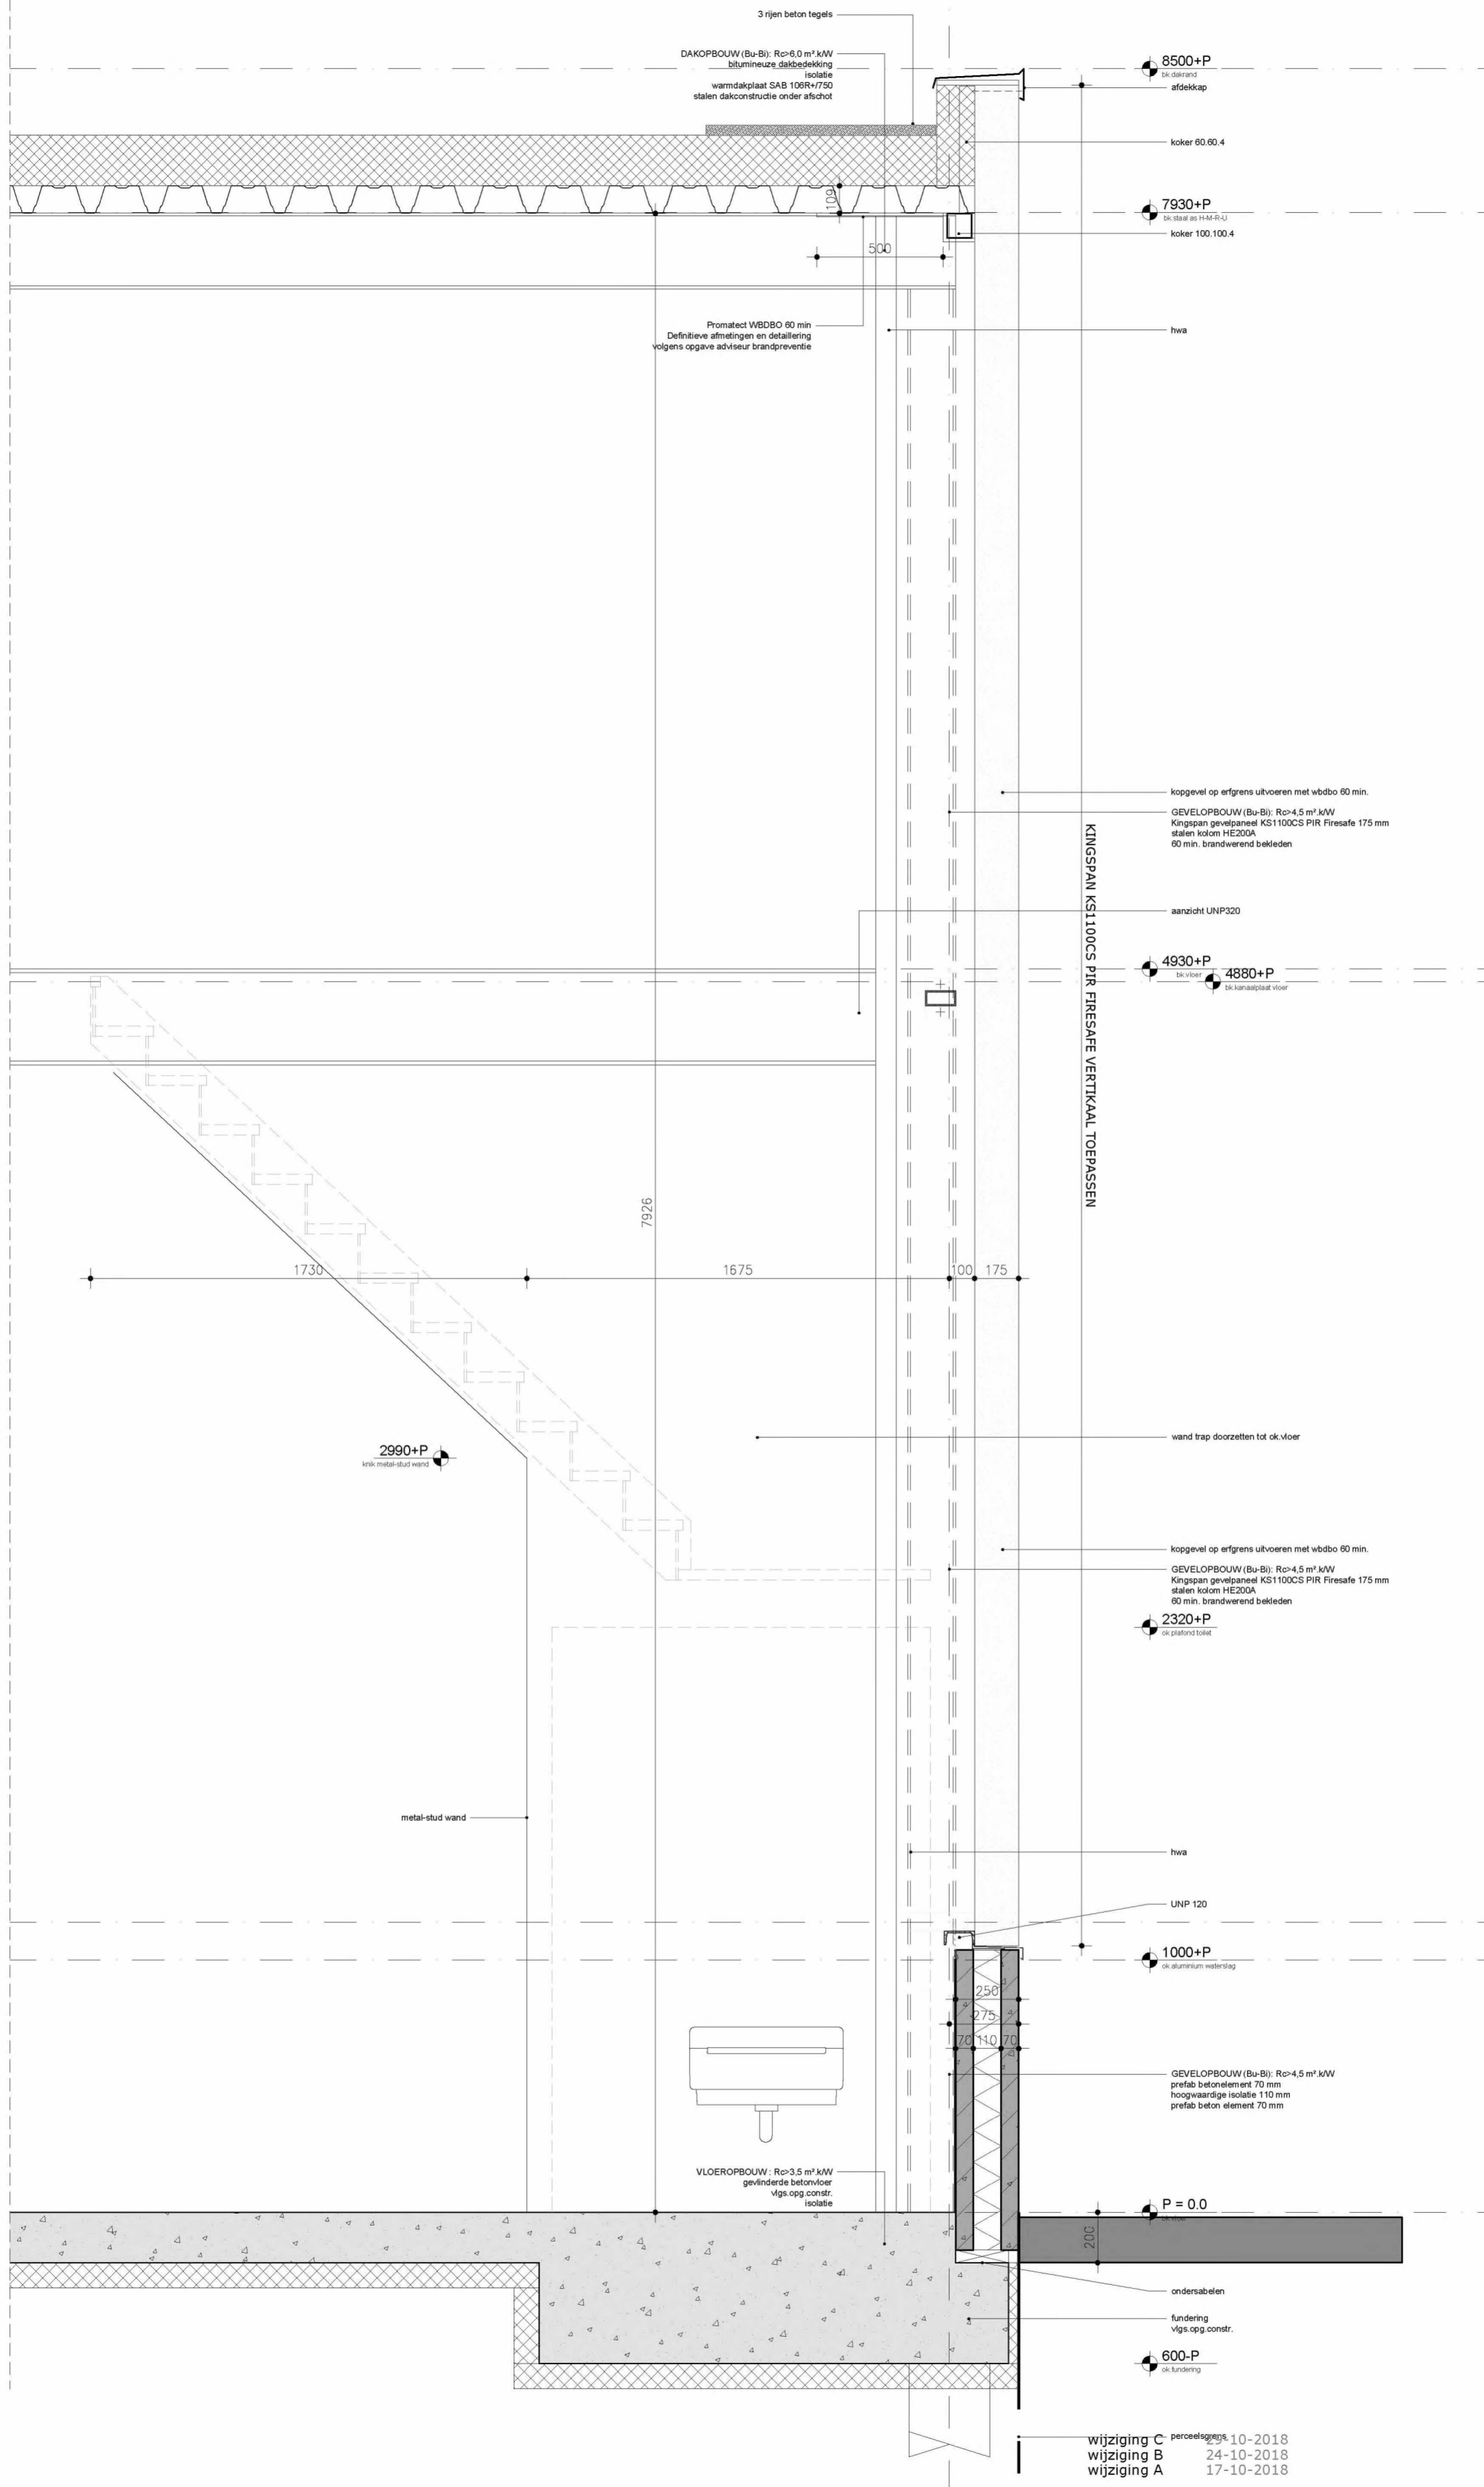 3 rijen beton tegels
DAKOPBOUW (Bu-Bi): Rc>6,0 m².k/W
bitumineuze dakbedekking
isolatie
warmdakplaat SAB 106R+/750
stalen dakconstructie onder afschot
8500+P
bk.dakrand
afdekkap
koker 60.60.4
109
7930+P
bk.staal as H-M-R-U
koker 100.100.4
500
Promatect WBDBO 60 min
Definitieve afmetingen en detaillering
volgens opgave adviseur brandpreventie
hwa
kopgevel op erfgrens uitvoeren met wbdbo 60 min.
GEVELOPBOUW (Bu-Bi): Rc>4,5 m².k/W
Kingspan gevelpaneel KS1100CS PIR Firesafe 175 mm
stalen kolom HE200A
60 min. brandwerend bekleden
KINGSPAN KS1100CS PIR FIRESAFE VERTIKAAL TOEPASSEN
aanzicht UNP320
4930+P
bk.vloer
4880+P
bk.kanaalplaat vloer
7926
1730
1675
100
175
2990+P
knik metal-stud wand
wand trap doorzetten tot ok.vloer
kopgevel op erfgrens uitvoeren met wbdbo 60 min.
GEVELOPBOUW (Bu-Bi): Rc>4,5 m².k/W
Kingspan gevelpaneel KS1100CS PIR Firesafe 175 mm
stalen kolom HE200A
60 min. brandwerend bekleden
2320+P
ok.plafond toilet
metal-stud wand
hwa
UNP 120
1000+P
ok.aluminium waterslag
250
275
70 110 70
GEVELOPBOUW (Bu-Bi): Rc>4,5 m².k/W
prefab betonelement 70 mm
hoogwaardige isolatie 110 mm
prefab beton element 70 mm
VLOEROPBOUW : Rc>3,5 m².k/W
gevlinderde betonvloer
vlgs.opg.constr.
isolatie
P = 0.0
bk.vloer
200
ondersabelen
fundering
vlgs.opg.constr.
600-P
ok.fundering
perceelsgrens
wijziging C 29-10-2018
wijziging B 24-10-2018
wijziging A 17-10-2018